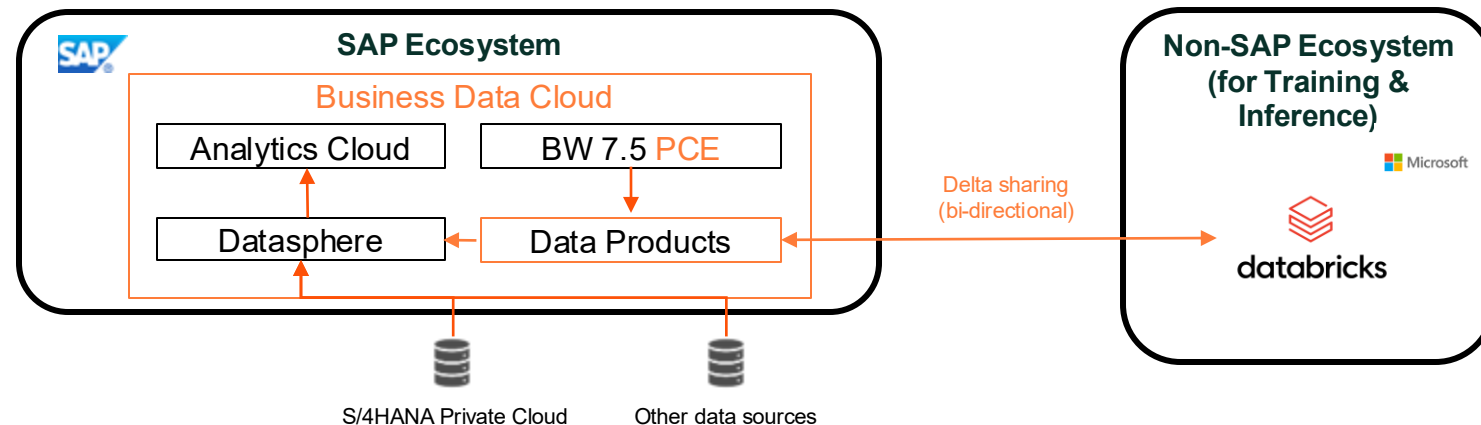 SAP
SAP Ecosystem
Business Data Cloud
Analytics Cloud
BW 7.5 PCE
Datasphere
Data Products
S/4HANA Private Cloud
Other data sources
Delta sharing
(bi-directional)
Non-SAP Ecosystem
(for Training &
Inference)
Microsoft
databricks